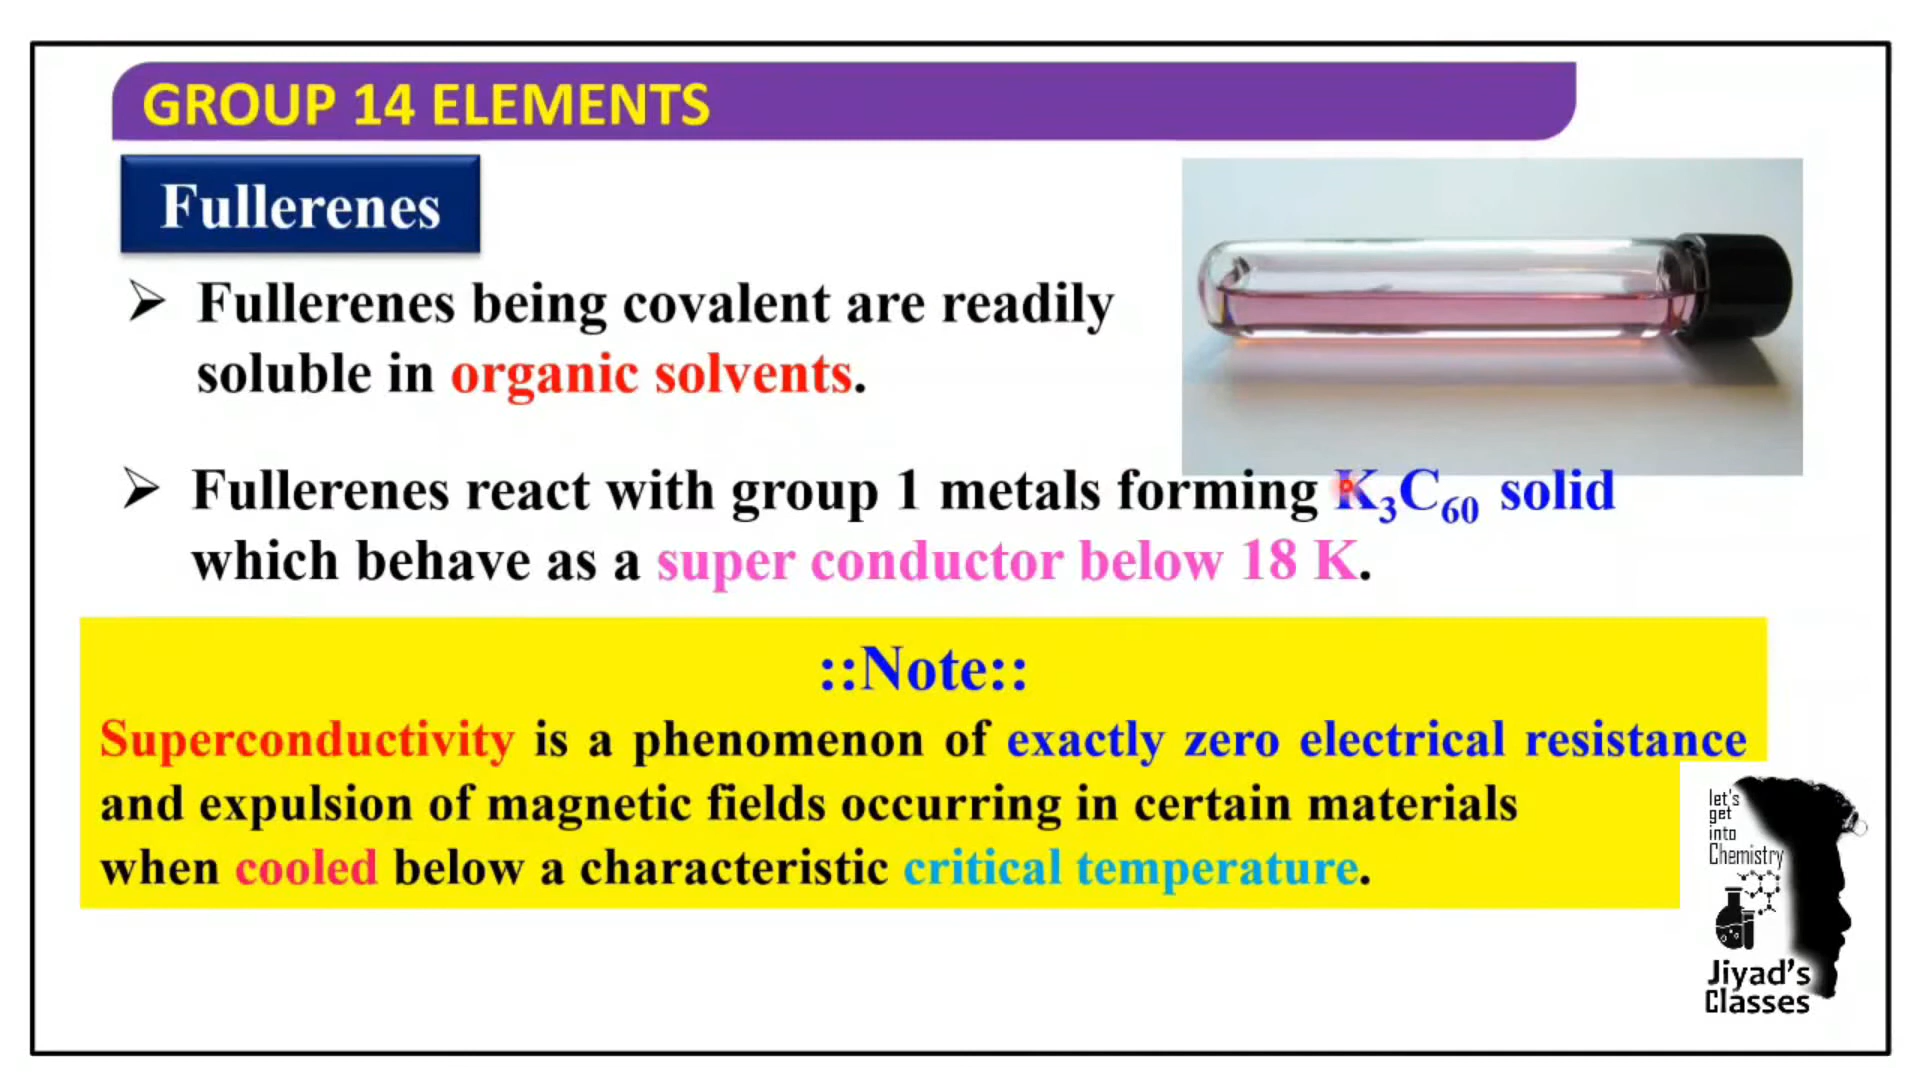 GROUP 14 ELEMENTS
Fullerenes
➢ Fullerenes being covalent are readily
soluble in organic solvents.
➢ Fullerenes react with group 1 metals forming K₃C₆₀ solid
which behave as a super conductor below 18 K.
::Note::
Superconductivity is a phenomenon of exactly zero electrical resistance
and expulsion of magnetic fields occurring in certain materials
when cooled below a characteristic critical temperature.
let's
get
into
Chemistry
Jiyad's
Classes